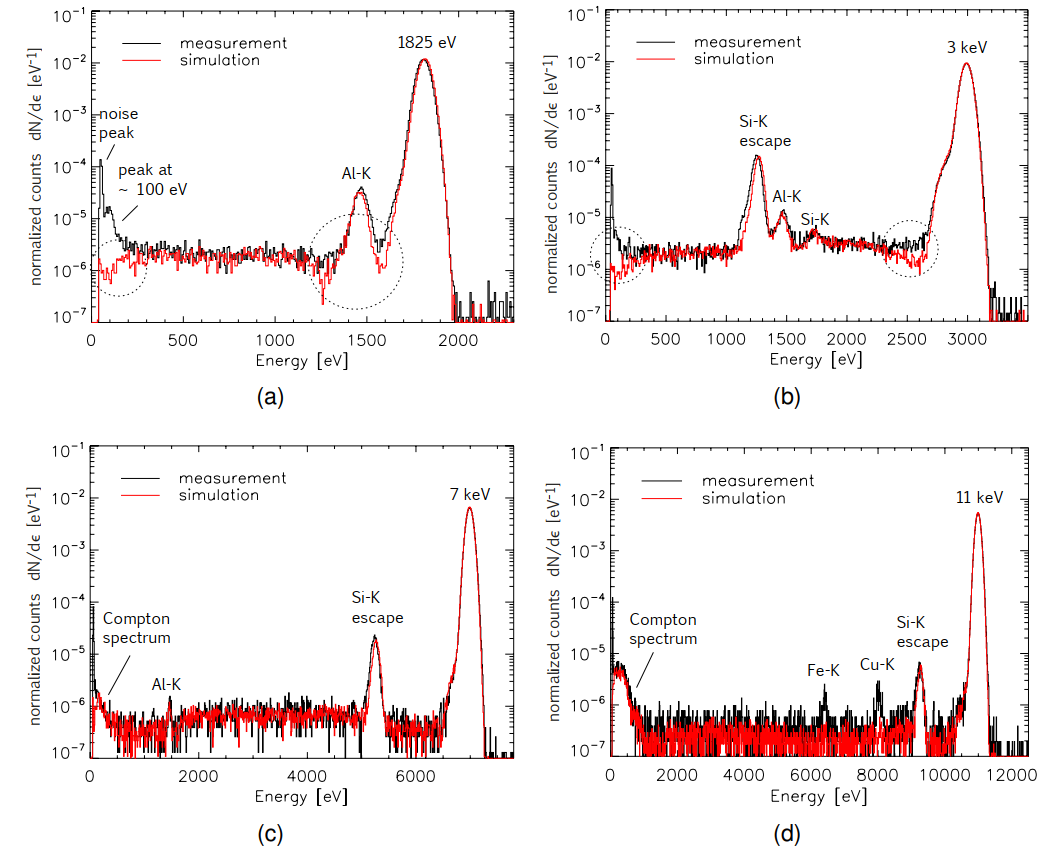 10⁻¹
10⁻²
10⁻³
10⁻⁴
10⁻⁵
10⁻⁶
10⁻⁷
normalized counts dN/dϵ [eV⁻¹]
measurement
simulation
1825 eV
noise
peak
peak at
~ 100 eV
Al-K
0 500 1000 1500 2000
Energy [eV]
(a)
10⁻¹
10⁻²
10⁻³
10⁻⁴
10⁻⁵
10⁻⁶
10⁻⁷
normalized counts dN/dϵ [eV⁻¹]
measurement
simulation
3 keV
Si-K
escape
Al-K
Si-K
0 500 1000 1500 2000 2500 3000
Energy [eV]
(b)
10⁻¹
10⁻²
10⁻³
10⁻⁴
10⁻⁵
10⁻⁶
10⁻⁷
normalized counts dN/dϵ [eV⁻¹]
measurement
simulation
7 keV
Si-K
escape
Compton
spectrum
Al-K
0 2000 4000 6000
Energy [eV]
(c)
10⁻¹
10⁻²
10⁻³
10⁻⁴
10⁻⁵
10⁻⁶
10⁻⁷
normalized counts dN/dϵ [eV⁻¹]
measurement
simulation
11 keV
Compton
spectrum
Si-K
escape
Fe-K
Cu-K
0 2000 4000 6000 8000 10000 12000
Energy [eV]
(d)